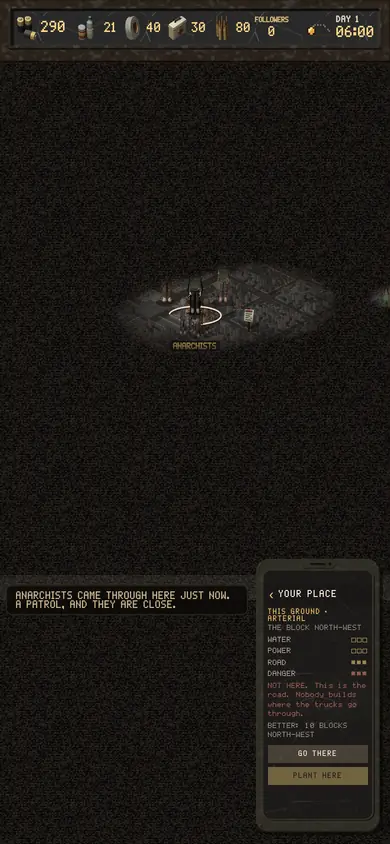 290
21
40
30
80
FOLLOWERS
0
DAY 1
06:00
ANARCHISTS
ANARCHISTS CAME THROUGH HERE JUST NOW.
A PATROL, AND THEY ARE CLOSE.
‹ YOUR PLACE
THIS GROUND ·
ARTERIAL
THE BLOCK NORTH-WEST
WATER
POWER
ROAD
DANGER
NOT HERE. This is the
road. Nobody builds
where the trucks go
through.
BETTER: 10 BLOCKS
NORTH-WEST
GO THERE
PLANT HERE